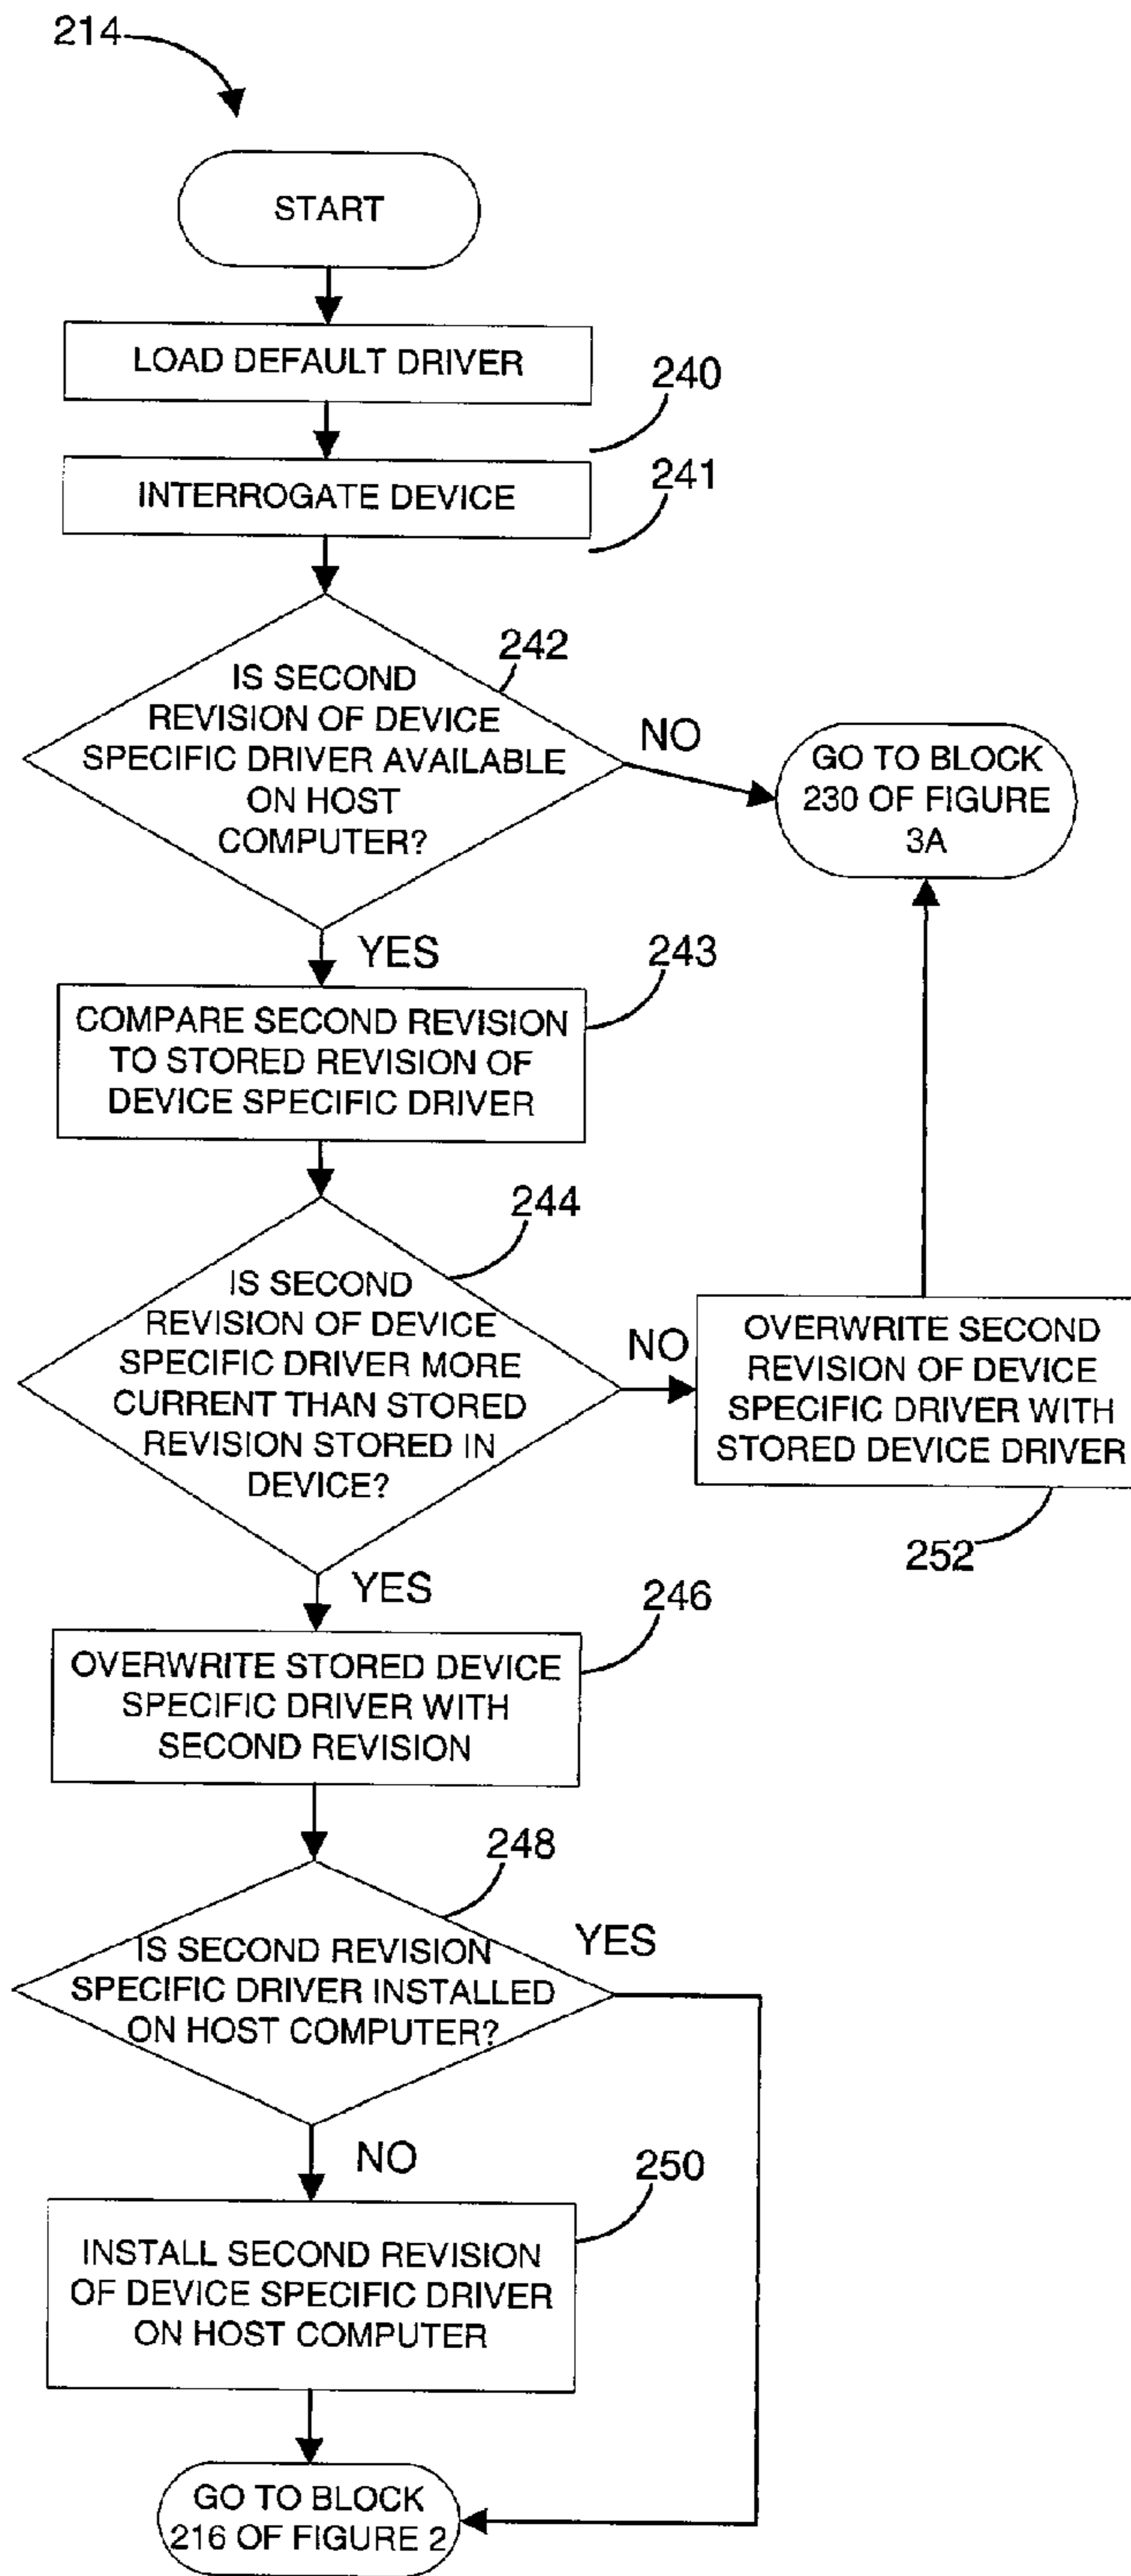 214
START
LOAD DEFAULT DRIVER
240
INTERROGATE DEVICE
241
242
IS SECOND
REVISION OF DEVICE
SPECIFIC DRIVER AVAILABLE
ON HOST
COMPUTER?
NO
GO TO BLOCK
230 OF FIGURE
3A
YES
243
COMPARE SECOND REVISION
TO STORED REVISION OF
DEVICE SPECIFIC DRIVER
244
IS SECOND
REVISION OF DEVICE
SPECIFIC DRIVER MORE
CURRENT THAN STORED
REVISION STORED IN
DEVICE?
NO
OVERWRITE SECOND
REVISION OF DEVICE
SPECIFIC DRIVER WITH
STORED DEVICE DRIVER
252
YES
246
OVERWRITE STORED DEVICE
SPECIFIC DRIVER WITH
SECOND REVISION
248
IS SECOND REVISION
SPECIFIC DRIVER INSTALLED
ON HOST COMPUTER?
YES
NO
250
INSTALL SECOND REVISION
OF DEVICE SPECIFIC DRIVER
ON HOST COMPUTER
GO TO BLOCK
216 OF FIGURE 2